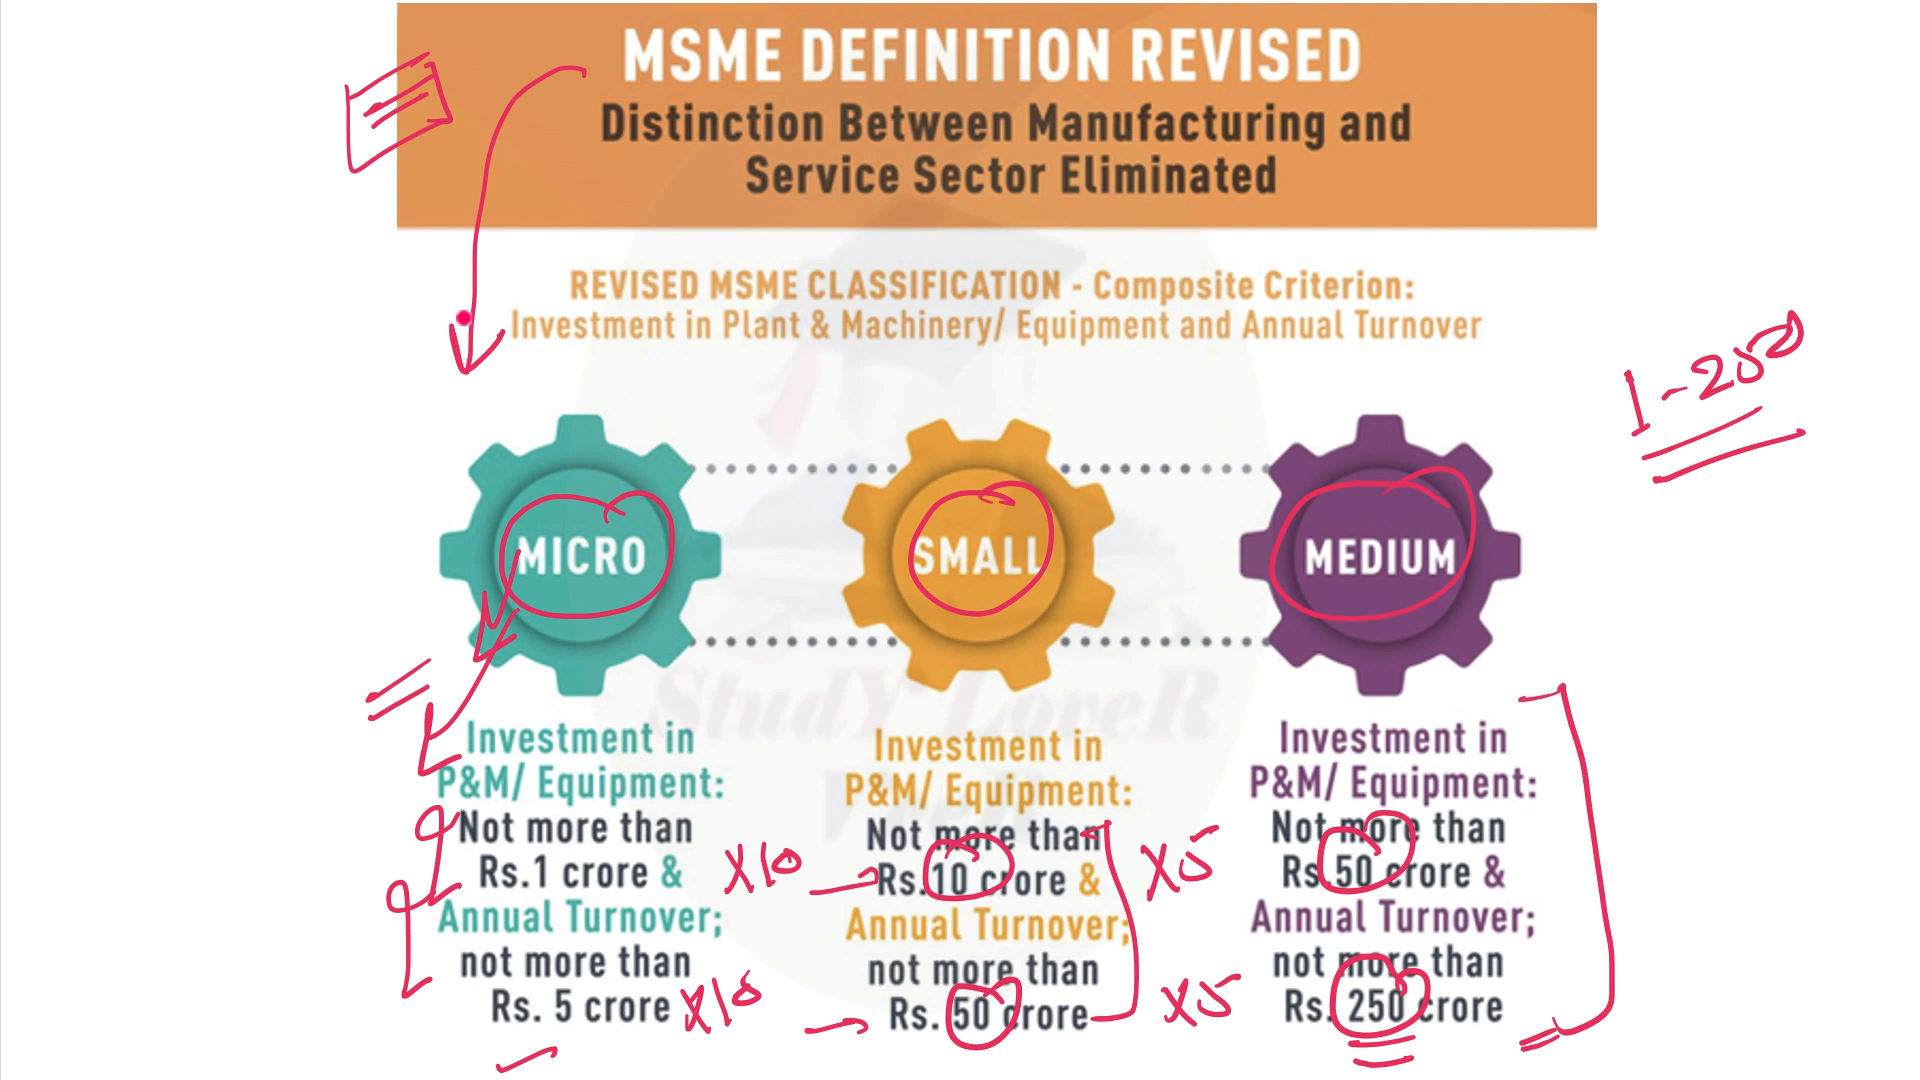 MSME DEFINITION REVISED
Distinction Between Manufacturing and
Service Sector Eliminated
REVISED MSME CLASSIFICATION - Composite Criterion:
Investment in Plant & Machinery/ Equipment and Annual Turnover
1-200
MICRO
SMALL
MEDIUM
StudY LoveR
Veer
Investment in
P&M/ Equipment:
Not more than
Rs.1 crore &
Annual Turnover;
not more than
Rs. 5 crore
X10
X10
Investment in
P&M/ Equipment:
Not more than
Rs.10 crore &
Annual Turnover;
not more than
Rs. 50 crore
X5
X5
Investment in
P&M/ Equipment:
Not more than
Rs.50 crore &
Annual Turnover;
not more than
Rs. 250 crore